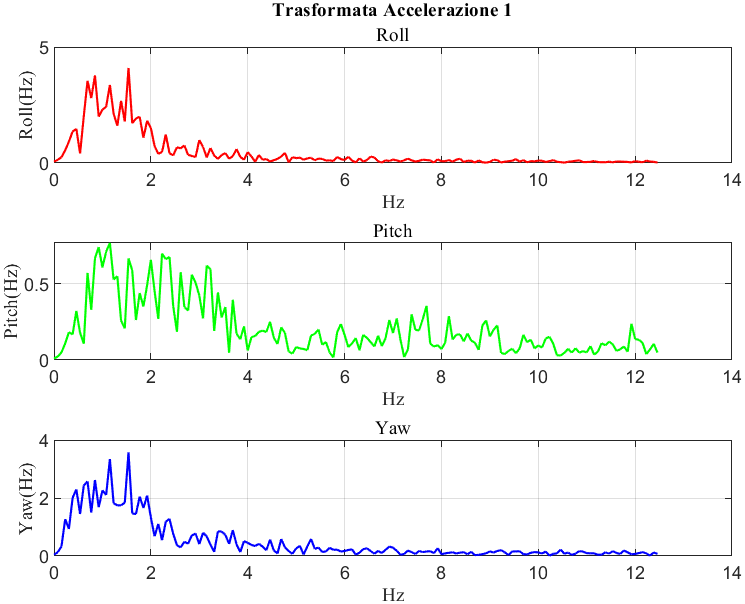 Trasformata Accelerazione 1
Roll
Roll(Hz)
5
0
0 2 4 6 8 10 12 14
Hz
Pitch
Pitch(Hz)
0.5
0
0 2 4 6 8 10 12 14
Hz
Yaw
Yaw(Hz)
4
2
0
0 2 4 6 8 10 12 14
Hz